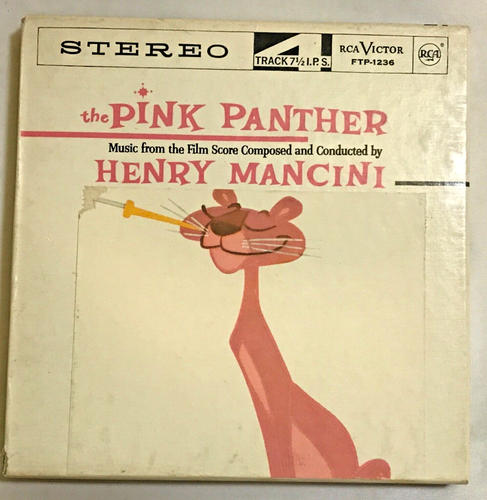 STEREO
4
TRACK 7½ I.P.S.
RCA VICTOR
FTP-1236
RCA
the PINK PANTHER
Music from the Film Score Composed and Conducted by
HENRY MANCINI